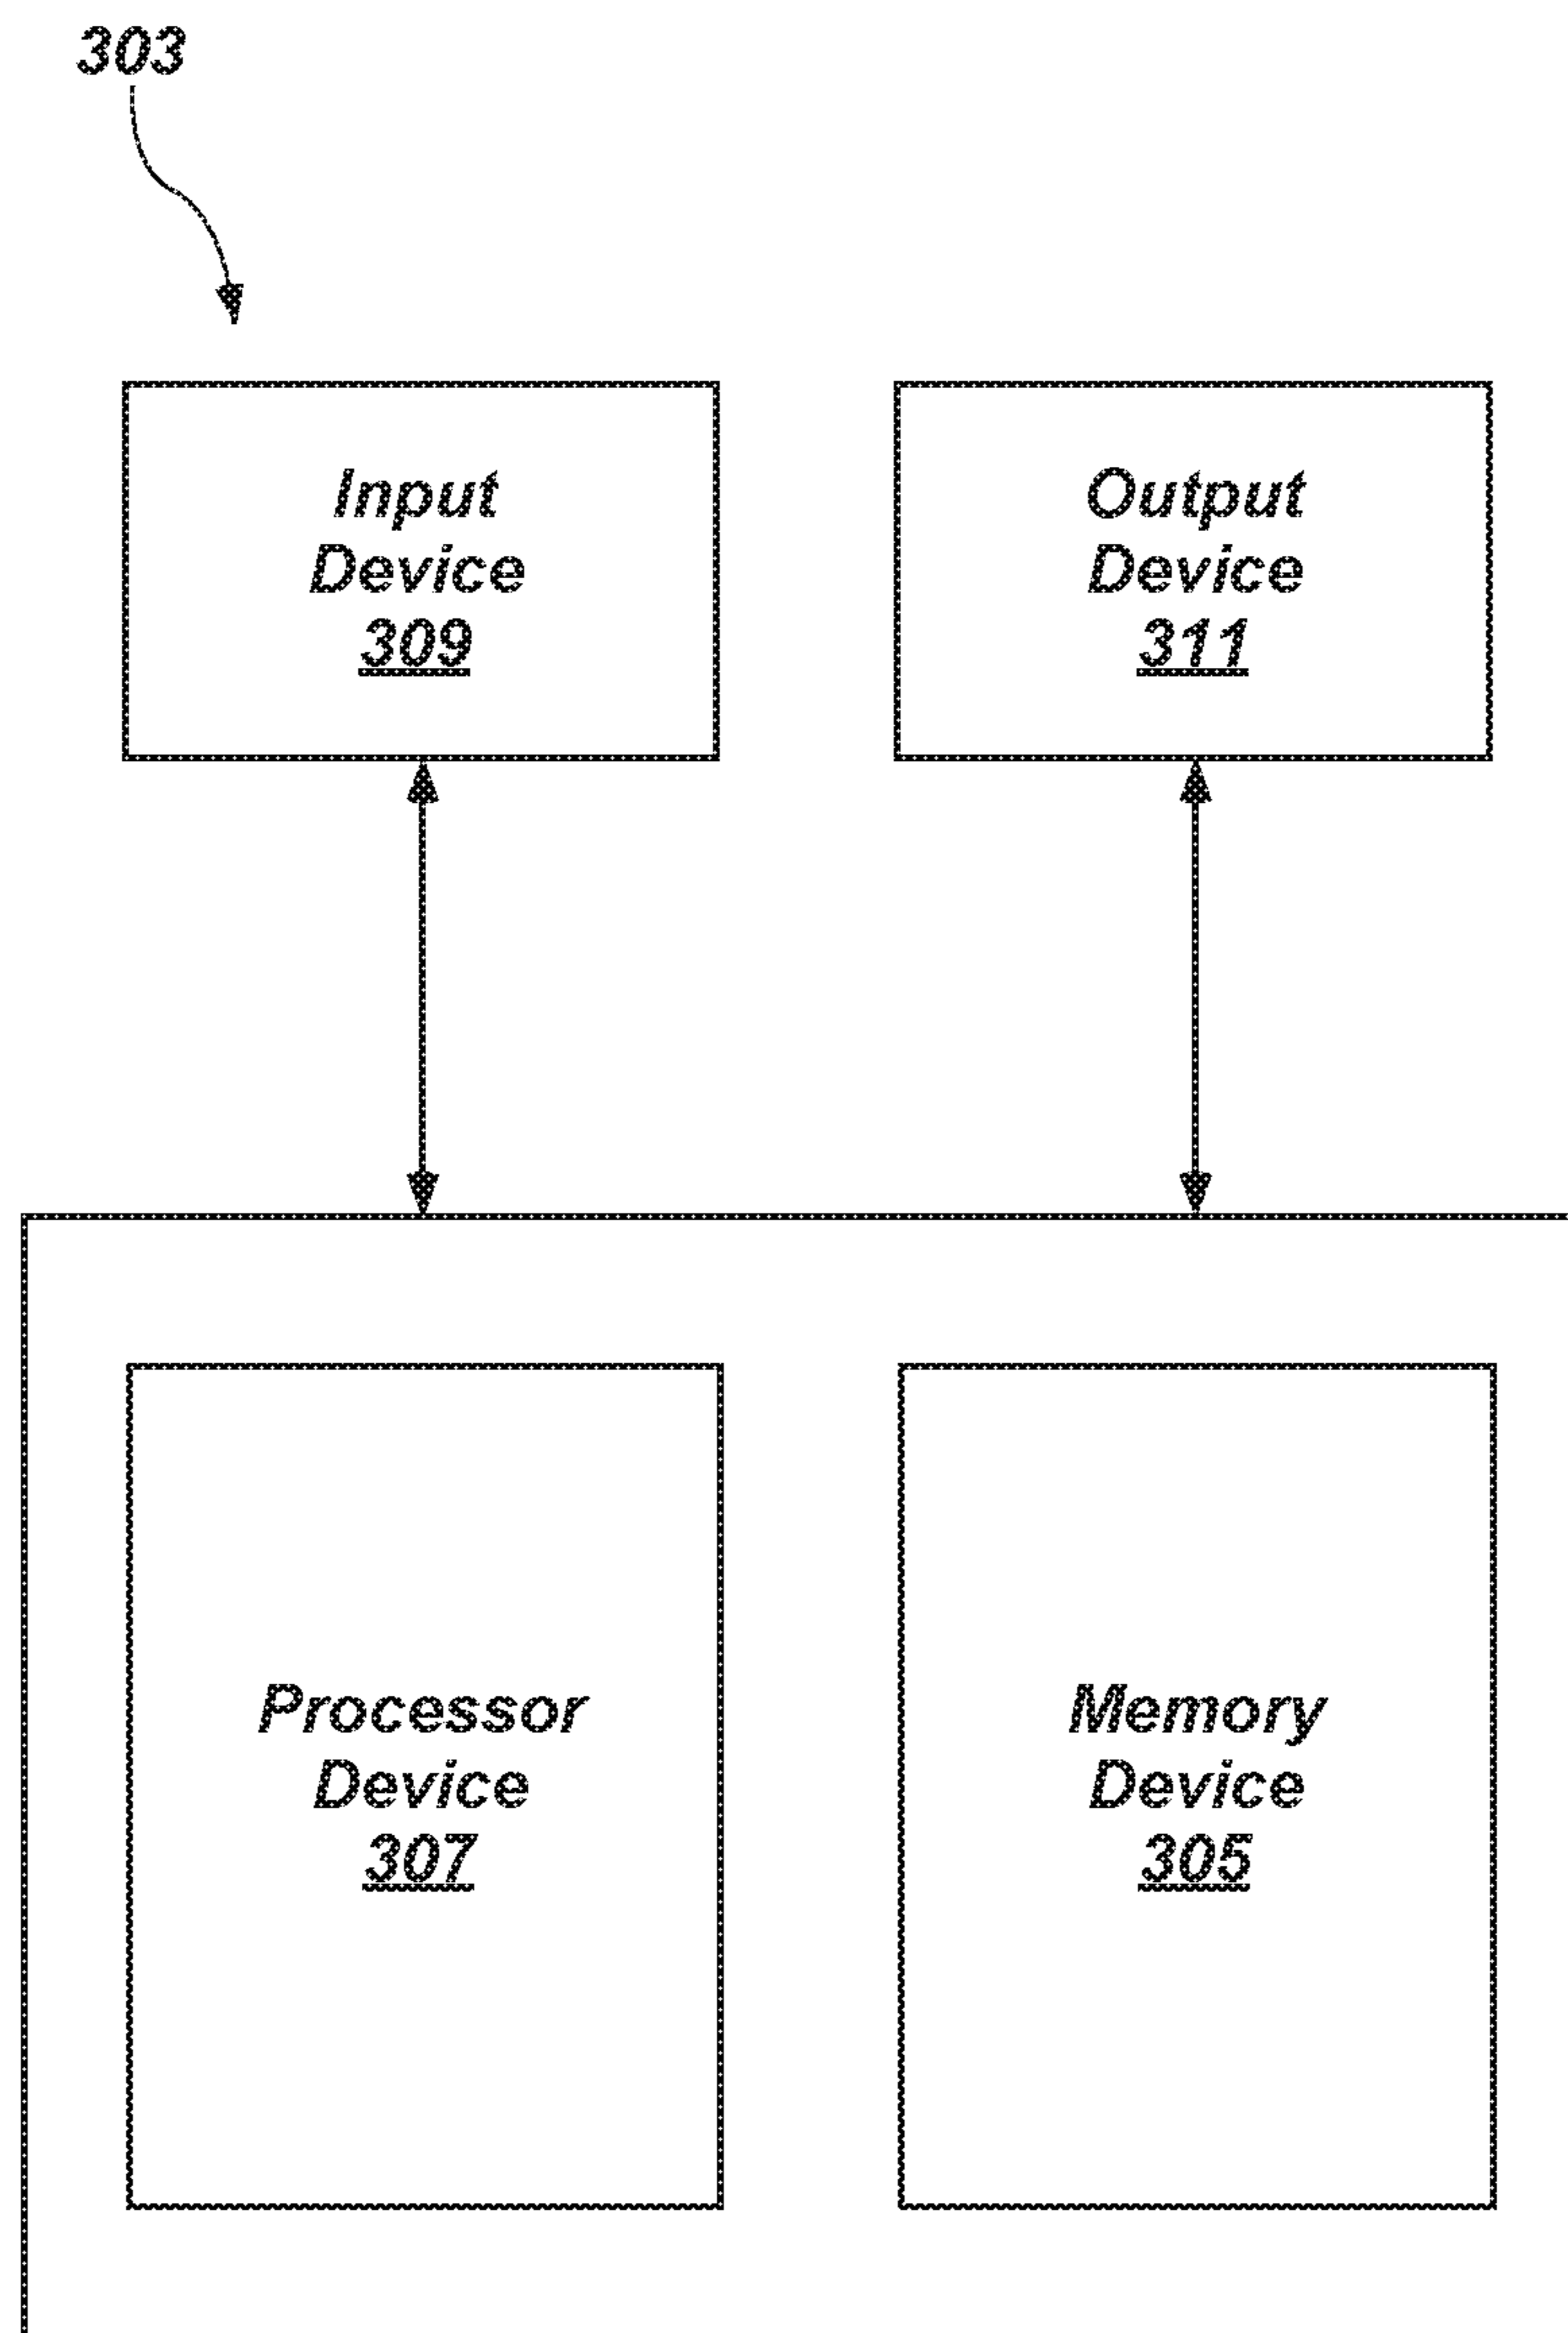 303
Input
Device
309
Output
Device
311
Processor
Device
307
Memory
Device
305